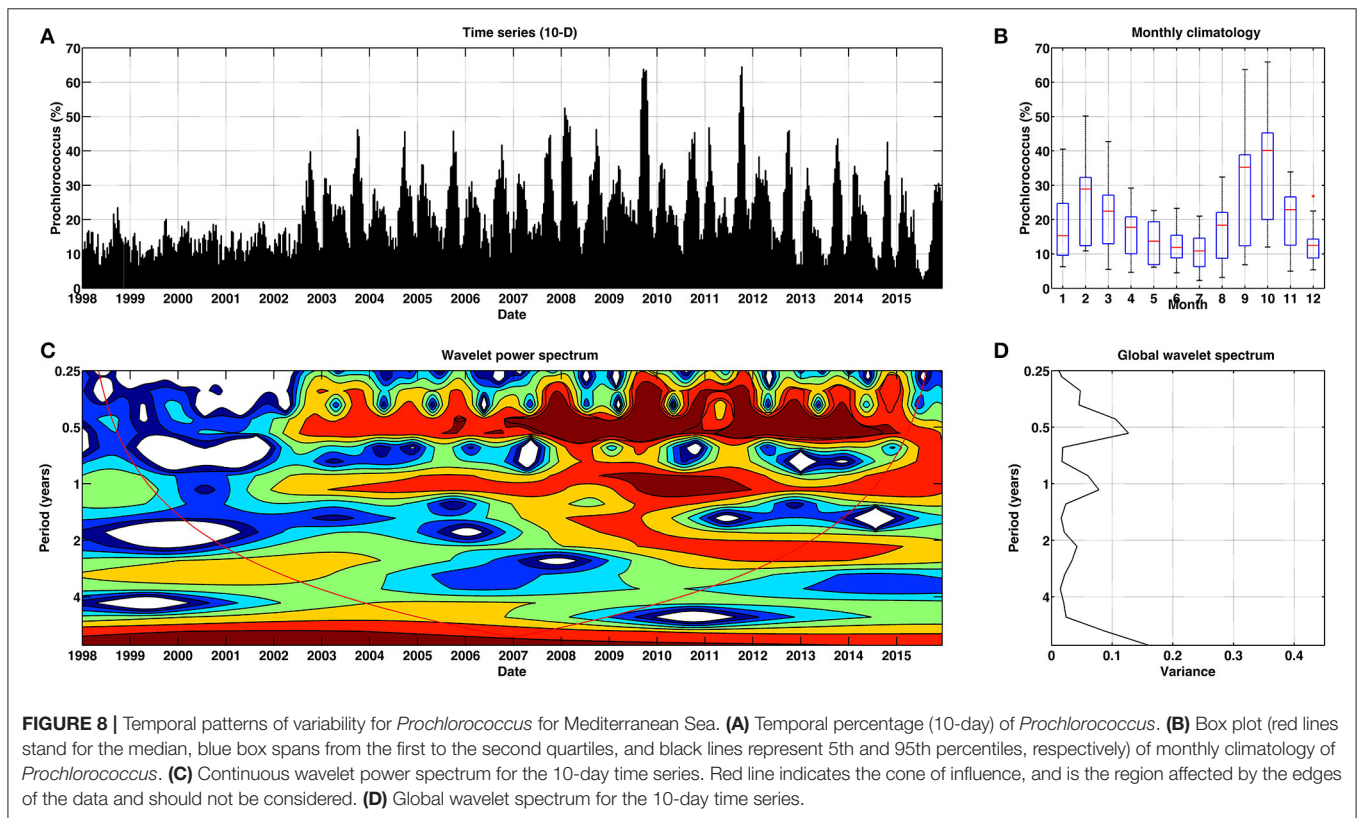 A
Time series (10-D)
Prochlorococcus (%)
70
60
50
40
30
20
10
0
1998 1999 2000 2001 2002 2003 2004 2005 2006 2007 2008 2009 2010 2011 2012 2013 2014 2015
Date
B
Monthly climatology
Prochlorococcus (%)
70
60
50
40
30
20
10
0
1 2 3 4 5 6 7 8 9 10 11 12
Month
C
Wavelet power spectrum
Period (years)
0.25
0.5
1
2
4
1998 1999 2000 2001 2002 2003 2004 2005 2006 2007 2008 2009 2010 2011 2012 2013 2014 2015
Date
D
Global wavelet spectrum
Period (years)
0.25
0.5
1
2
4
0 0.1 0.2 0.3 0.4
Variance
FIGURE 8 | Temporal patterns of variability for Prochlorococcus for Mediterranean Sea. (A) Temporal percentage (10-day) of Prochlorococcus. (B) Box plot (red lines
stand for the median, blue box spans from the first to the second quartiles, and black lines represent 5th and 95th percentiles, respectively) of monthly climatology of
Prochlorococcus. (C) Continuous wavelet power spectrum for the 10-day time series. Red line indicates the cone of influence, and is the region affected by the edges
of the data and should not be considered. (D) Global wavelet spectrum for the 10-day time series.